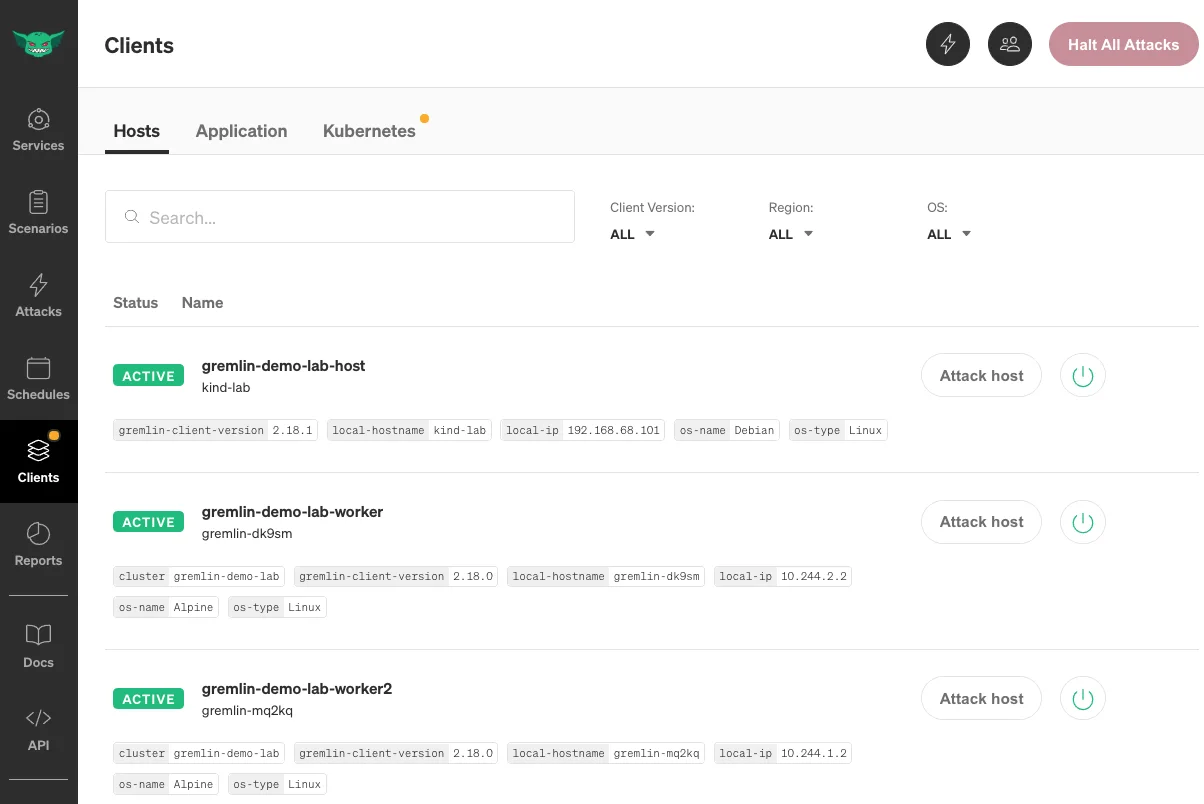 Clients
Halt All Attacks
Services
Scenarios
Attacks
Schedules
Clients
Reports
Docs
API
Hosts Application Kubernetes
Search...
Client Version: Region: OS:
ALL ALL ALL
Status Name
ACTIVE
gremlin-demo-lab-host
kind-lab
Attack host
gremlin-client-version 2.18.1 local-hostname kind-lab local-ip 192.168.68.101 os-name Debian os-type Linux
ACTIVE
gremlin-demo-lab-worker
gremlin-dk9sm
Attack host
cluster gremlin-demo-lab gremlin-client-version 2.18.0 local-hostname gremlin-dk9sm local-ip 10.244.2.2
os-name Alpine os-type Linux
ACTIVE
gremlin-demo-lab-worker2
gremlin-mq2kq
Attack host
cluster gremlin-demo-lab gremlin-client-version 2.18.0 local-hostname gremlin-mq2kq local-ip 10.244.1.2
os-name Alpine os-type Linux